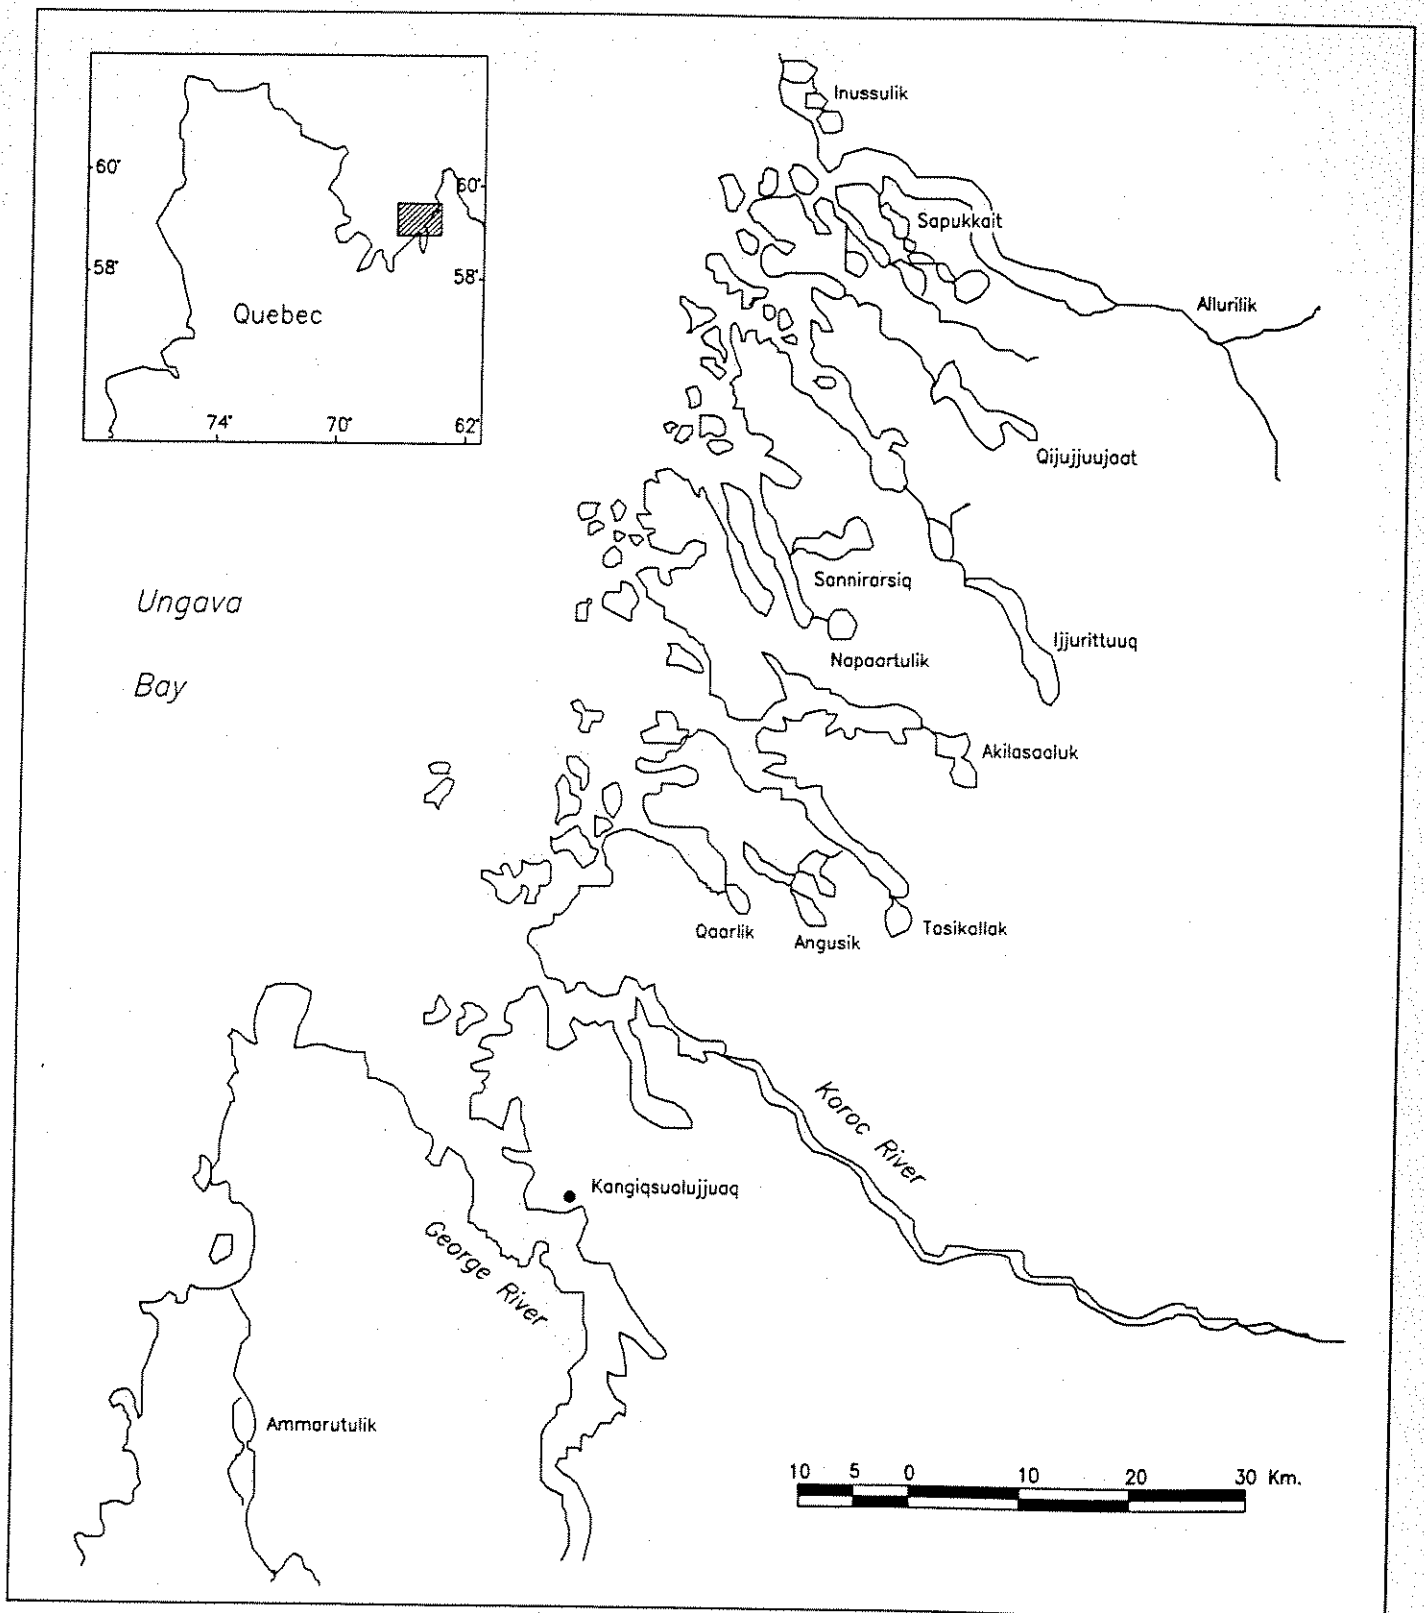 Inussulik
60°
60°
Sapukkait
58°
58°
Quebec
Allurilik
74°
70°
62°
Qijujjuujaat
Sannirarsiq
Ungava
Ijjurittuuq
Napaartulik
Bay
Akilasaaluk
Qaarlik
Angusik
Tasikallak
Koroc River
Kangiqsualujjuaq
George River
Ammarutulik
10 5 0 10 20 30 Km.